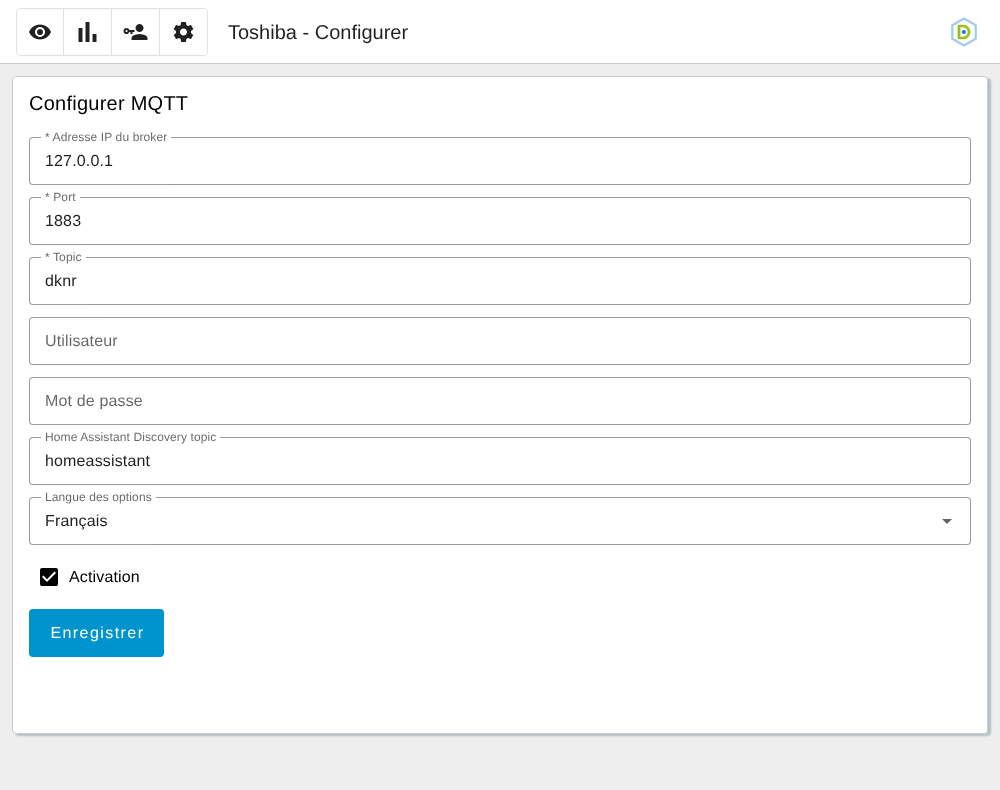 Toshiba - Configurer
Configurer MQTT
* Adresse IP du broker
127.0.0.1
* Port
1883
* Topic
dknr
Utilisateur
Mot de passe
Home Assistant Discovery topic
homeassistant
Langue des options
Français
Activation
Enregistrer